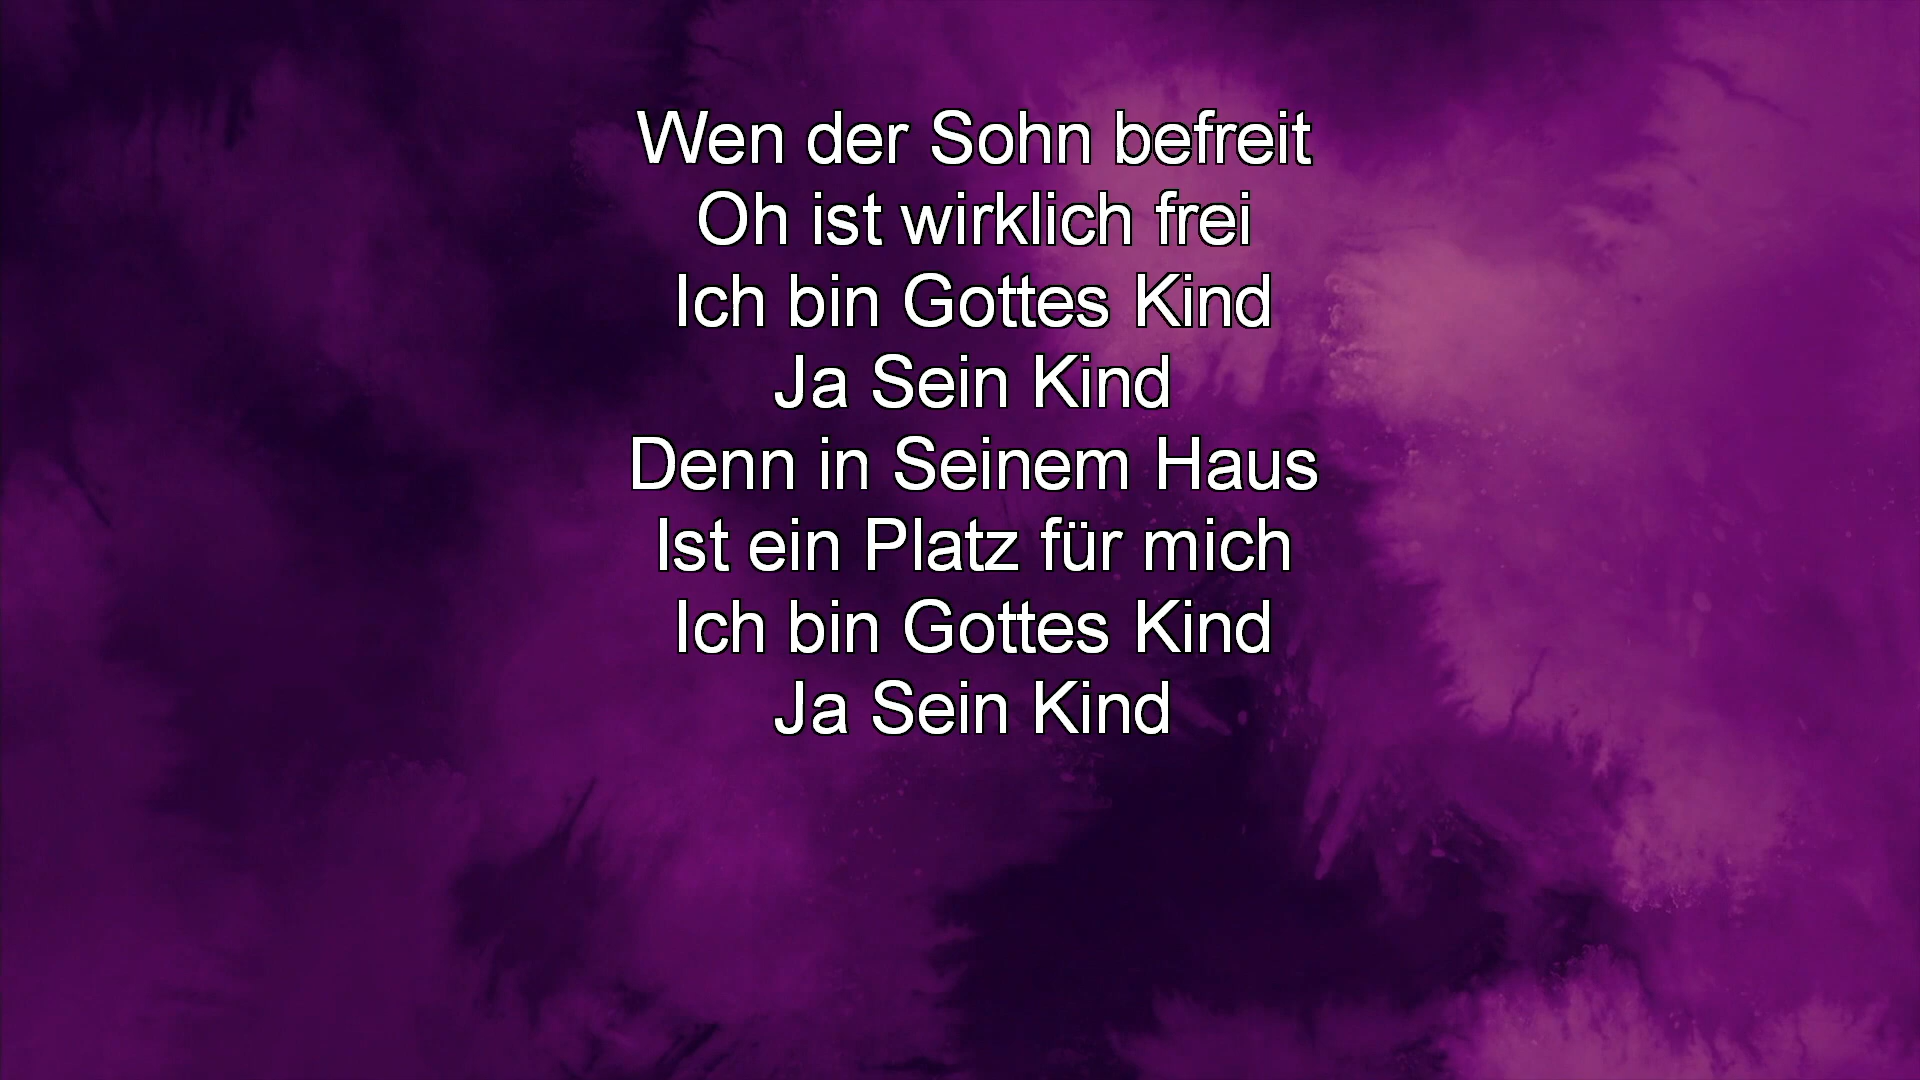 Wen der Sohn befreit
Oh ist wirklich frei
Ich bin Gottes Kind
Ja Sein Kind
Denn in Seinem Haus
Ist ein Platz für mich
Ich bin Gottes Kind
Ja Sein Kind